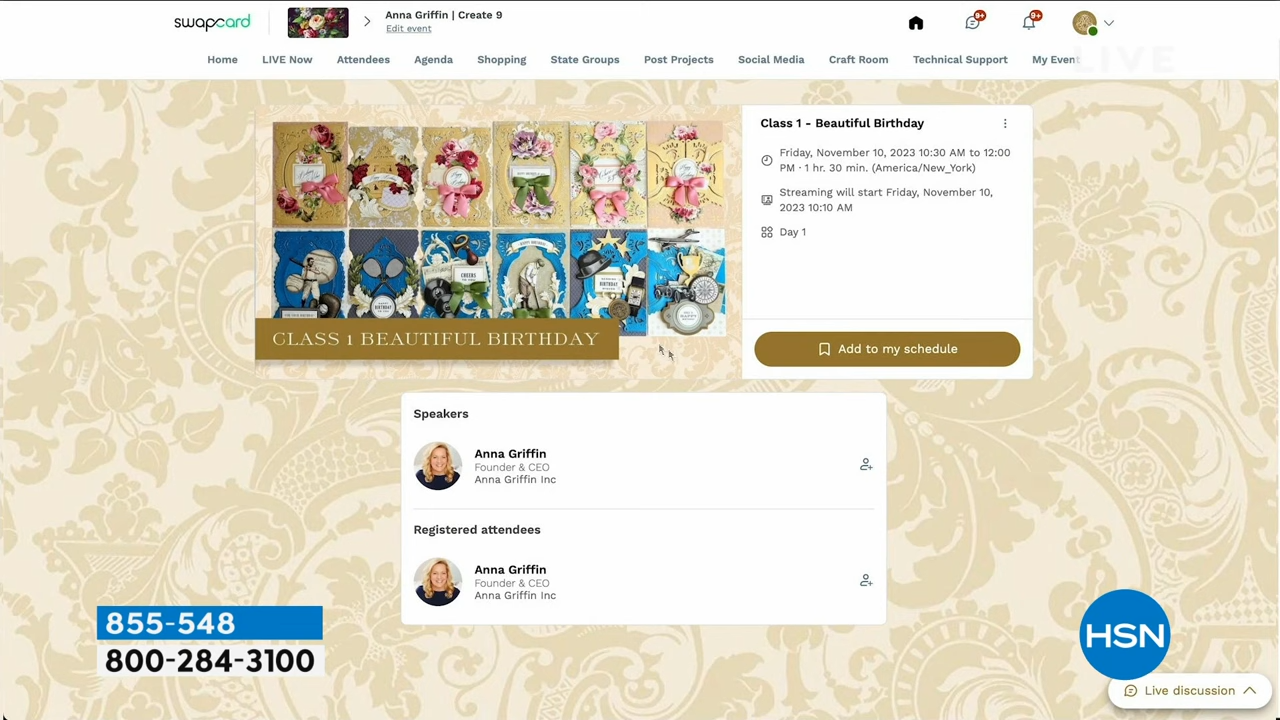 swapcard
Anna Griffin | Create 9
Edit event
9+
9+
Home LIVE Now Attendees Agenda Shopping State Groups Post Projects Social Media Craft Room Technical Support My Event
LIVE
Class 1 - Beautiful Birthday
Friday, November 10, 2023 10:30 AM to 12:00
PM · 1 hr. 30 min. (America/New_York)
Streaming will start Friday, November 10,
2023 10:10 AM
Day 1
CHEERS
CLASS 1 BEAUTIFUL BIRTHDAY
Add to my schedule
Speakers
Anna Griffin
Founder & CEO
Anna Griffin Inc
Registered attendees
Anna Griffin
Founder & CEO
Anna Griffin Inc
855-548
800-284-3100
HSN
Live discussion